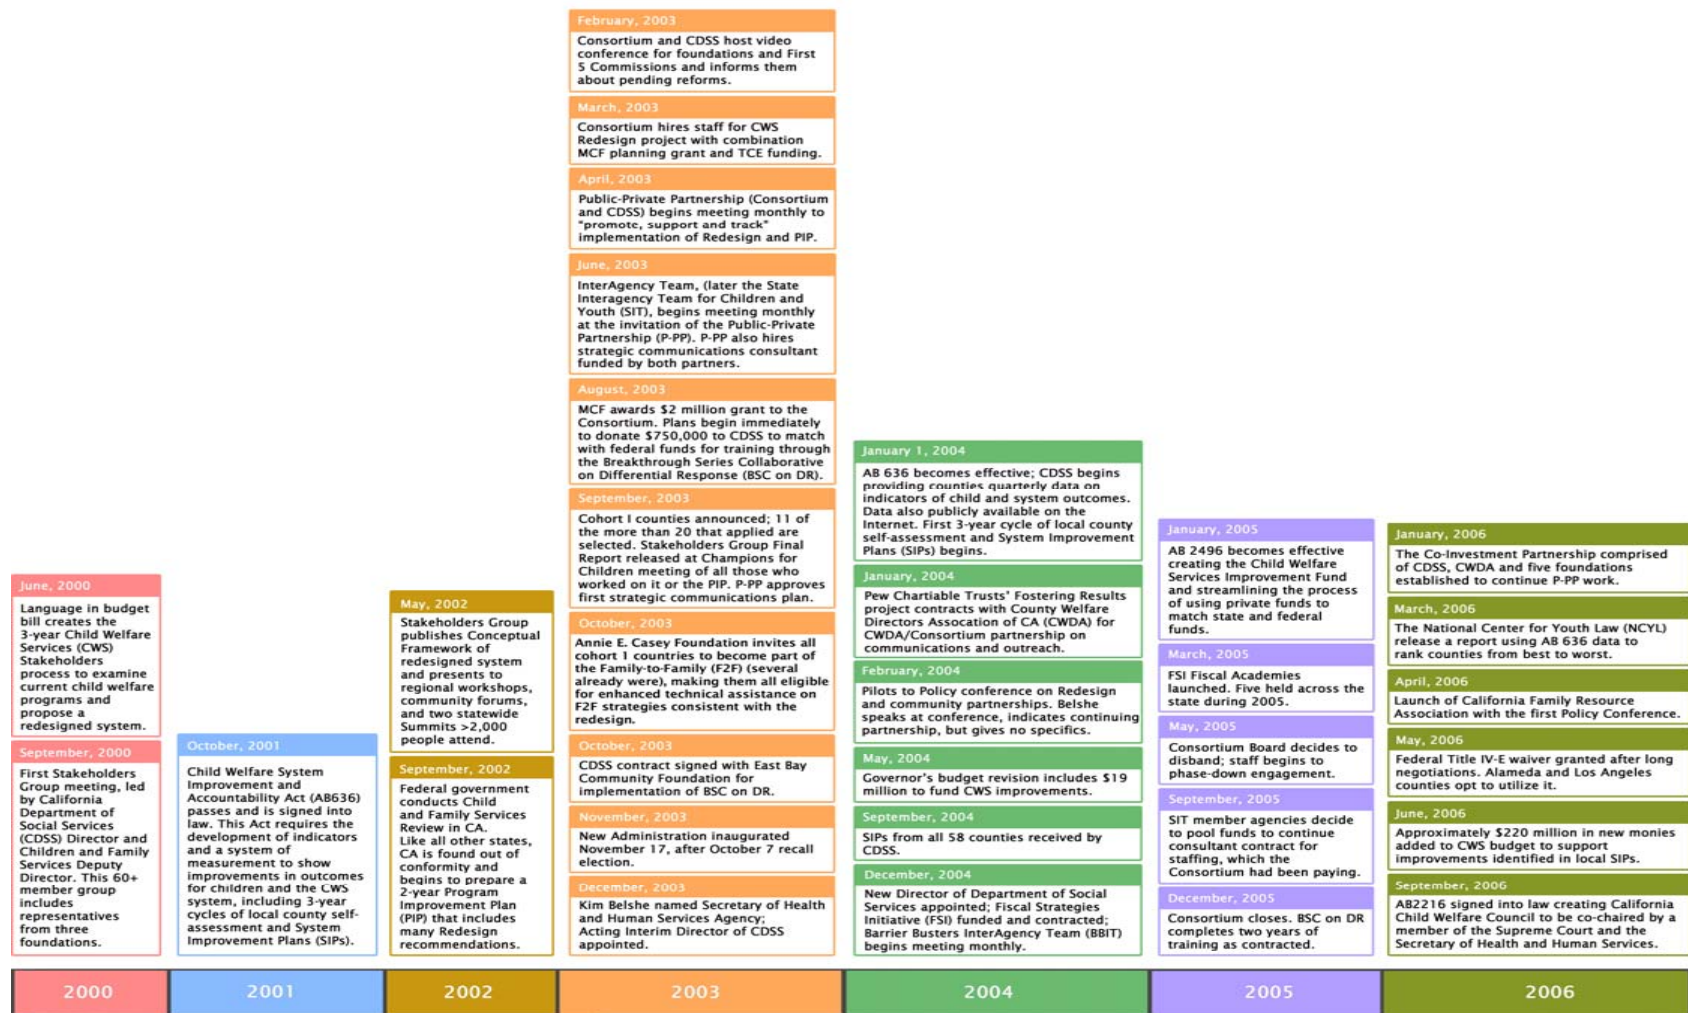 June, 2000
Language in budget
bill creates the
3-year Child Welfare
Services (CWS)
Stakeholders
process to examine
current child welfare
programs and
propose a
redesigned system.
September, 2000
First Stakeholders
Group meeting, led
by California
Department of
Social Services
(CDSS) Director and
Children and Family
Services Deputy
Director. This 60+
member group
includes
representatives
from three
foundations.
October, 2001
Child Welfare System
Improvement and
Accountability Act (AB636)
passes and is signed into
law. This Act requires the
development of indicators
and a system of
measurement to show
improvements in outcomes
for children and the CWS
system, including 3-year
cycles of local county self-
assessment and System
Improvement Plans (SIPs).
May, 2002
Stakeholders Group
publishes Conceptual
Framework of
redesigned system
and presents to
regional workshops,
community forums,
and two statewide
Summits >2,000
people attend.
September, 2002
Federal government
conducts Child
and Family Services
Review in CA.
Like all other states,
CA is found out of
conformity and
begins to prepare a
2-year Program
Improvement Plan
(PIP) that includes
many Redesign
recommendations.
February, 2003
Consortium and CDSS host video
conference for foundations and First
5 Commissions and informs them
about pending reforms.
March, 2003
Consortium hires staff for CWS
Redesign project with combination
MCF planning grant and TCE funding.
April, 2003
Public-Private Partnership (Consortium
and CDSS) begins meeting monthly to
"promote, support and track"
implementation of Redesign and PIP.
June, 2003
InterAgency Team, (later the State
Interagency Team for Children and
Youth (SIT), begins meeting monthly
at the invitation of the Public-Private
Partnership (P-PP). P-PP also hires
strategic communications consultant
funded by both partners.
August, 2003
MCF awards $2 million grant to the
Consortium. Plans begin immediately
to donate $750,000 to CDSS to match
with federal funds for training through
the Breakthrough Series Collaborative
on Differential Response (BSC on DR).
September, 2003
Cohort I counties announced; 11 of
the more than 20 that applied are
selected. Stakeholders Group Final
Report released at Champions for
Children meeting of all those who
worked on it or the PIP. P-PP approves
first strategic communications plan.
October, 2003
Annie E. Casey Foundation invites all
cohort 1 countries to become part of
the Family-to-Family (F2F) (several
already were), making them all eligible
for enhanced technical assistance on
F2F strategies consistent with the
redesign.
October, 2003
CDSS contract signed with East Bay
Community Foundation for
implementation of BSC on DR.
November, 2003
New Administration inaugurated
November 17, after October 7 recall
election.
December, 2003
Kim Belshe named Secretary of Health
and Human Services Agency;
Acting Interim Director of CDSS
appointed.
January 1, 2004
AB 636 becomes effective; CDSS begins
providing counties quarterly data on
indicators of child and system outcomes.
Data also publicly available on the
Internet. First 3-year cycle of local county
self-assessment and System Improvement
Plans (SIPs) begins.
January, 2004
Pew Chartiable Trusts' Fostering Results
project contracts with County Welfare
Directors Assocation of CA (CWDA) for
CWDA/Consortium partnership on
communications and outreach.
February, 2004
Pilots to Policy conference on Redesign
and community partnerships. Belshe
speaks at conference, indicates continuing
partnership, but gives no specifics.
May, 2004
Governor's budget revision includes $19
million to fund CWS improvements.
September, 2004
SIPs from all 58 counties received by
CDSS.
December, 2004
New Director of Department of Social
Services appointed; Fiscal Strategies
Initiative (FSI) funded and contracted;
Barrier Busters InterAgency Team (BBIT)
begins meeting monthly.
January, 2005
AB 2496 becomes effective
creating the Child Welfare
Services Improvement Fund
and streamlining the process
of using private funds to
match state and federal
funds.
March, 2005
FSI Fiscal Academies
launched. Five held across the
state during 2005.
May, 2005
Consortium Board decides to
disband; staff begins to
phase-down engagement.
September, 2005
SIT member agencies decide
to pool funds to continue
consultant contract for
staffing, which the
Consortium had been paying.
December, 2005
Consortium closes. BSC on DR
completes two years of
training as contracted.
January, 2006
The Co-Investment Partnership comprised
of CDSS, CWDA and five foundations
established to continue P-PP work.
March, 2006
The National Center for Youth Law (NCYL)
release a report using AB 636 data to
rank counties from best to worst.
April, 2006
Launch of California Family Resource
Association with the first Policy Conference.
May, 2006
Federal Title IV-E waiver granted after long
negotiations. Alameda and Los Angeles
counties opt to utilize it.
June, 2006
Approximately $220 million in new monies
added to CWS budget to support
improvements identified in local SIPs.
September, 2006
AB2216 signed into law creating California
Child Welfare Council to be co-chaired by a
member of the Supreme Court and the
Secretary of Health and Human Services.
2000
2001
2002
2003
2004
2005
2006